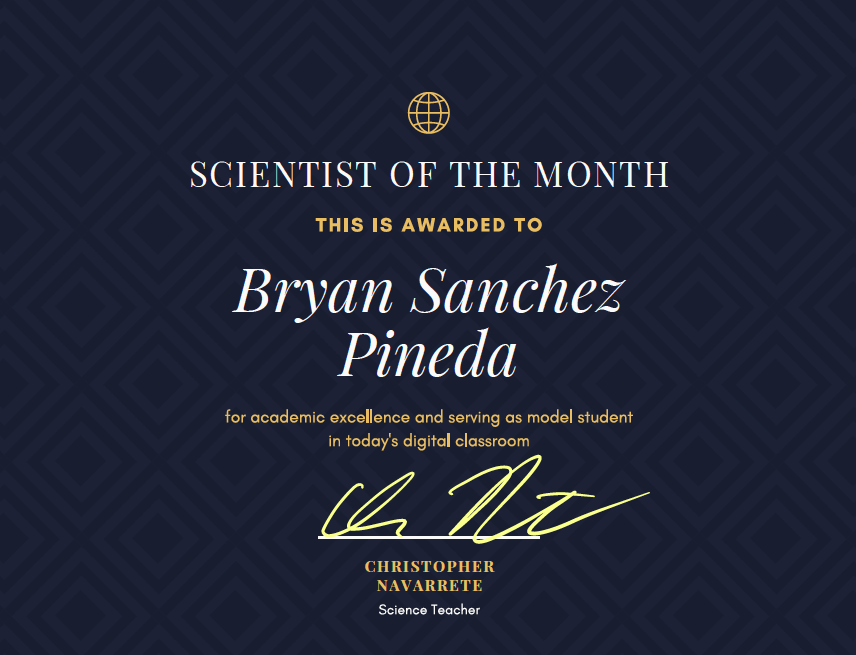 SCIENTIST OF THE MONTH
THIS IS AWARDED TO
Bryan Sanchez
Pineda
for academic excellence and serving as model student
in today's digital classroom
CHRISTOPHER
NAVARRETE
Science Teacher